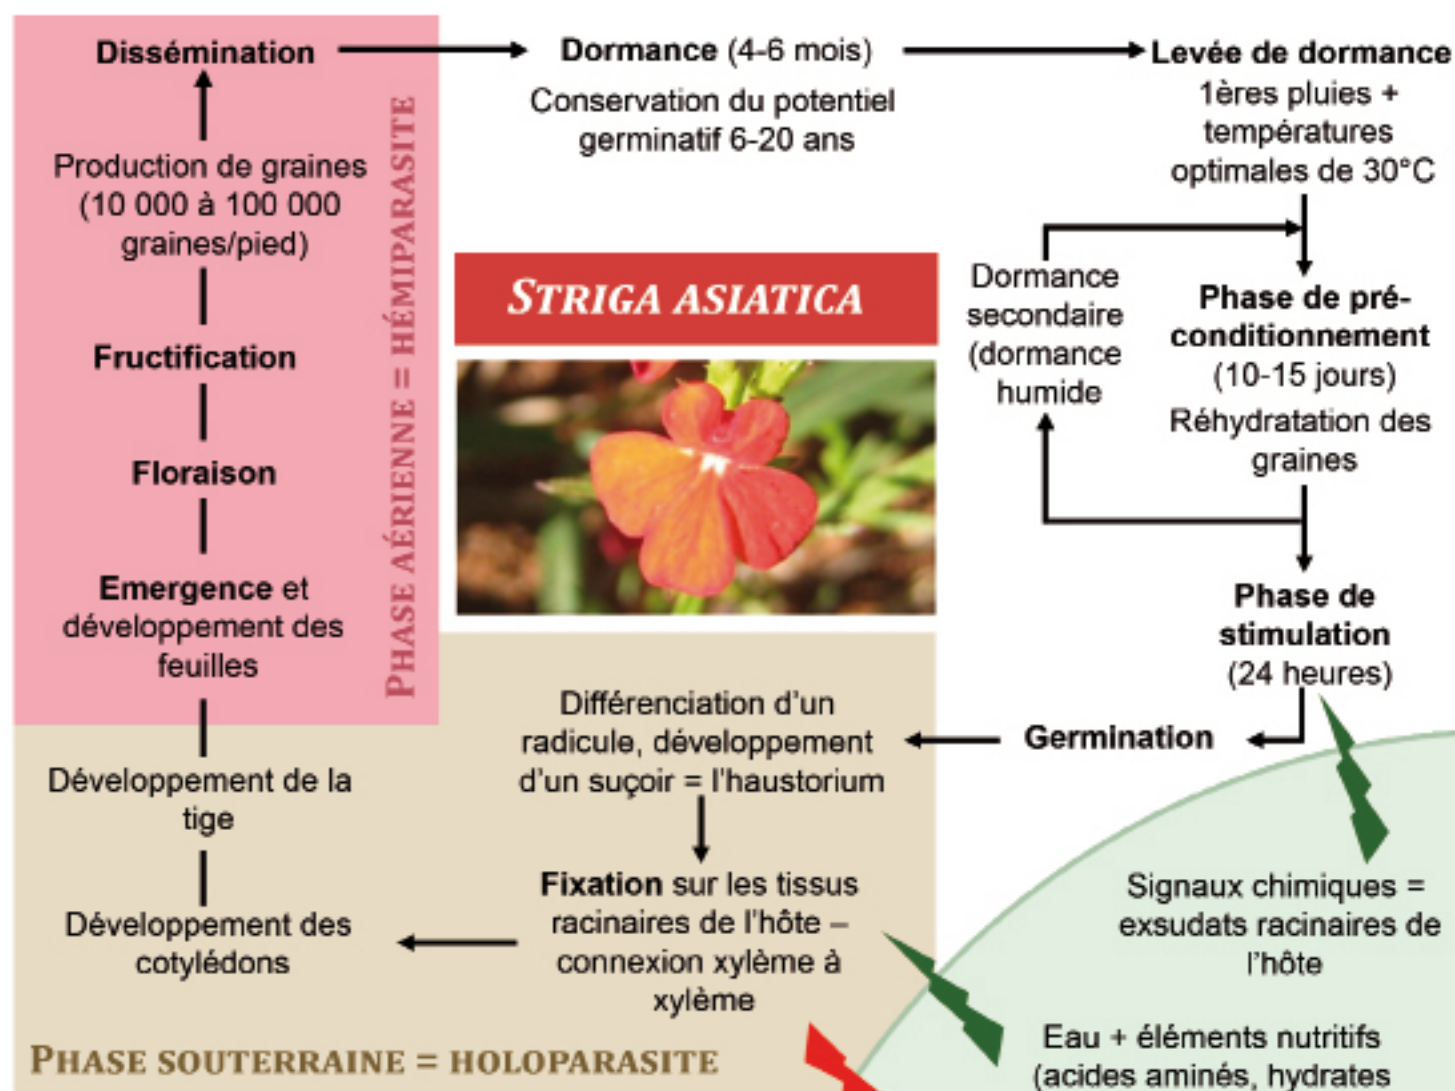 Dissémination
Production de graines
(10 000 à 100 000
graines/pied)
Fructification
Floraison
Emergence et
développement des
feuilles
PHASE AÉRIENNE = HÉMIPARASITE
Dormance (4-6 mois)
Conservation du potentiel
germinatif 6-20 ans
Levée de dormance
1ères pluies +
températures
optimales de 30°C
STRIGA ASIATICA
Dormance
secondaire
(dormance
humide
Phase de pré-
conditionnement
(10-15 jours)
Réhydratation des
graines
Phase de
stimulation
(24 heures)
Germination
Différenciation d'un
radicule, développement
d'un suçoir = l'haustorium
Fixation sur les tissus
racinaires de l'hôte –
connexion xylème à
xylème
Développement de la
tige
Développement des
cotylédons
PHASE SOUTERRAINE = HOLOPARASITE
Signaux chimiques =
exsudats racinaires de
l'hôte
Eau + éléments nutritifs
(acides aminés, hydrates